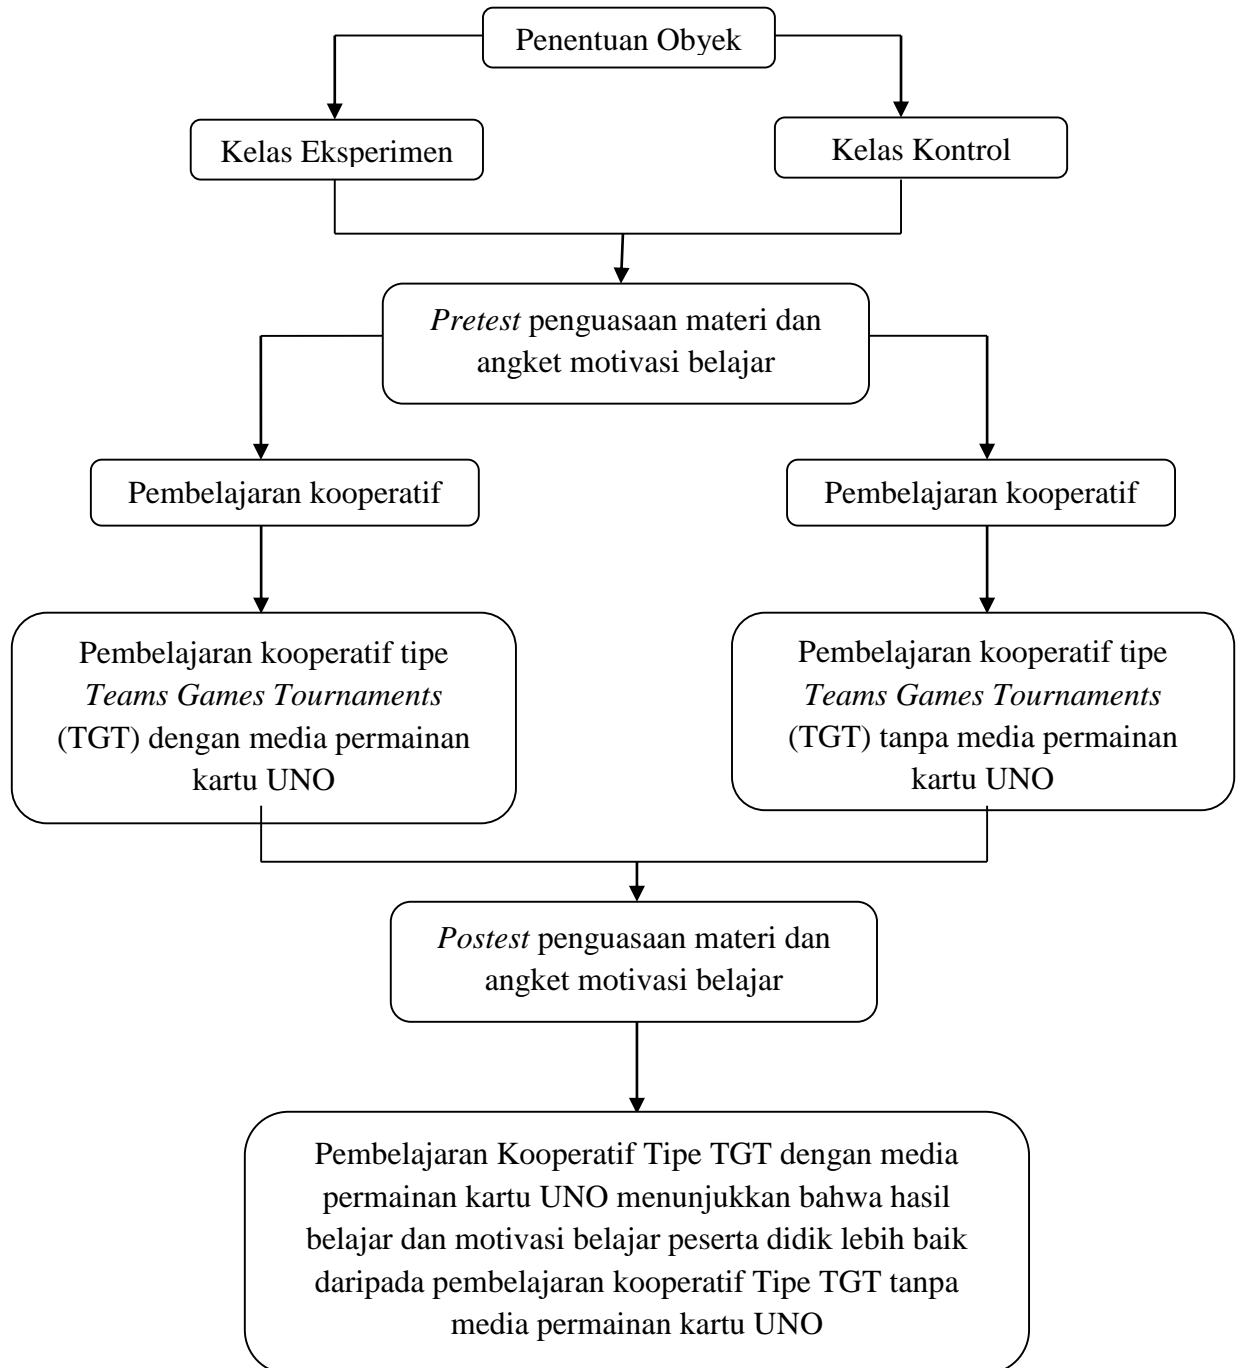 Penentuan Obyek
Kelas Eksperimen
Kelas Kontrol
Pretest penguasaan materi dan
angket motivasi belajar
Pembelajaran kooperatif
Pembelajaran kooperatif
Pembelajaran kooperatif tipe
Teams Games Tournaments
(TGT) dengan media permainan
kartu UNO
Pembelajaran kooperatif tipe
Teams Games Tournaments
(TGT) tanpa media permainan
kartu UNO
Postest penguasaan materi dan
angket motivasi belajar
Pembelajaran Kooperatif Tipe TGT dengan media
permainan kartu UNO menunjukkan bahwa hasil
belajar dan motivasi belajar peserta didik lebih baik
daripada pembelajaran kooperatif Tipe TGT tanpa
media permainan kartu UNO